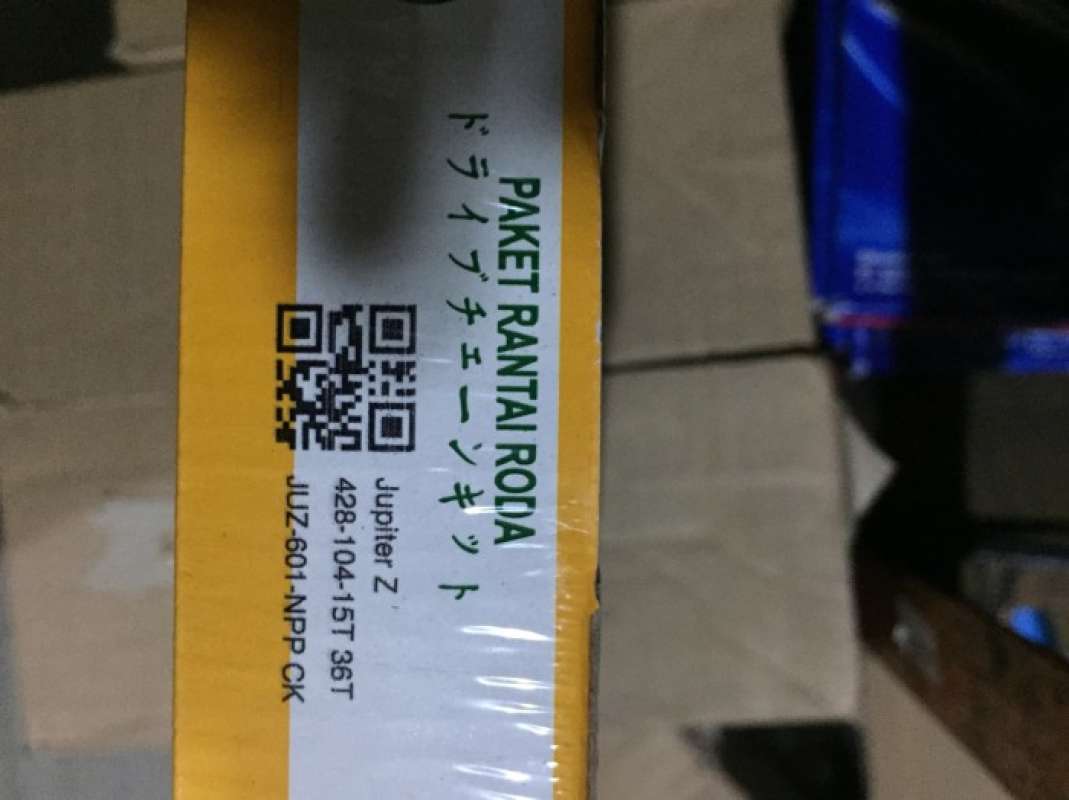 PAKET RANTAI RODA
ドライブチェーンキット
Jupiter Z
428-104-15T 36T
JUZ-601-NPP CK